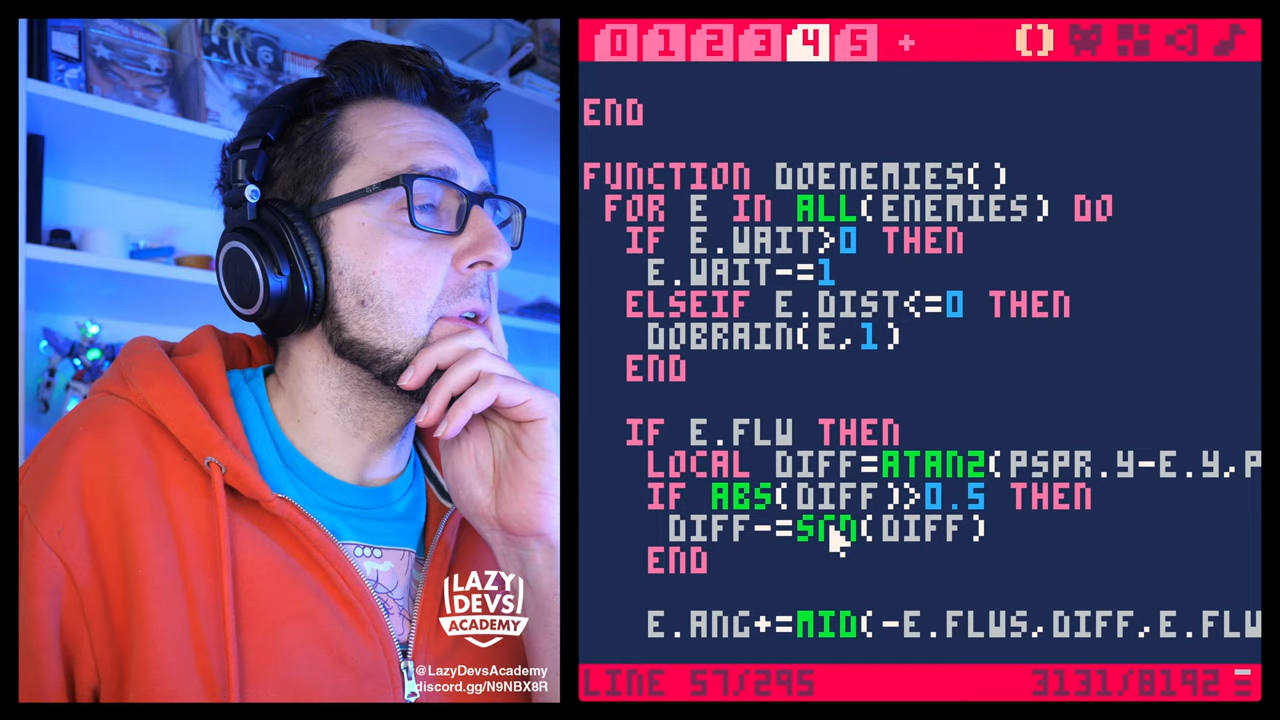 0 1 2 3 4 5 +
END
FUNCTION DOENEMIES()
FOR E IN ALL(ENEMIES) DO
IF E.WAIT>0 THEN
E.WAIT-=1
ELSEIF E.DIST<=0 THEN
DOBRAIN(E,1)
END
IF E.FLW THEN
LOCAL DIFF=ATAN2(PSPR.Y-E.Y,P
IF ABS(DIFF)>0.5 THEN
DIFF-=SGN(DIFF)
END
E.ANG+=MID(-E.FLWS,DIFF,E.FLW
LINE 57/295 3131/8192
LAZY
DEVS
ACADEMY
@LazyDevsAcademy
discord.gg/N9NBX8R